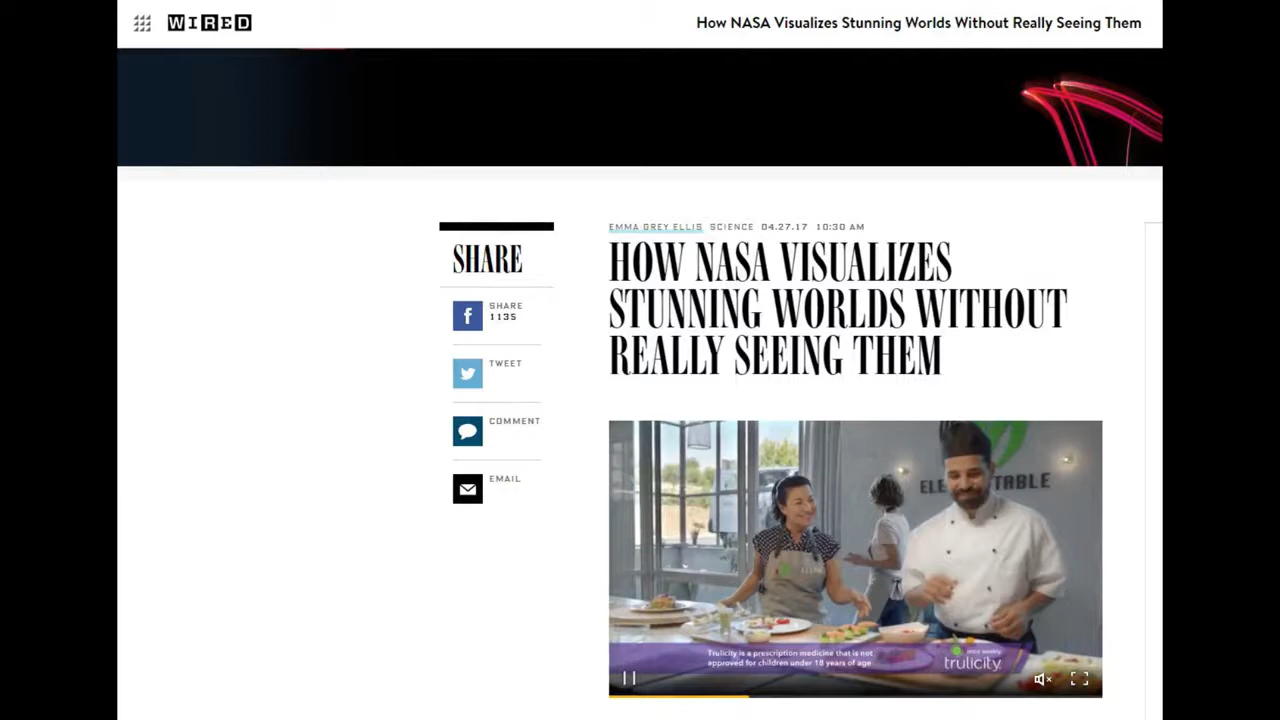 WIRED
How NASA Visualizes Stunning Worlds Without Really Seeing Them
EMMA GREY ELLIS SCIENCE 04.27.17 10:30 AM
HOW NASA VISUALIZES
STUNNING WORLDS WITHOUT
REALLY SEEING THEM
SHARE
SHARE
1135
TWEET
COMMENT
EMAIL
TABLE
Trulicity is a prescription medicine that is not
approved for children under 18 years of age
once weekly
trulicity